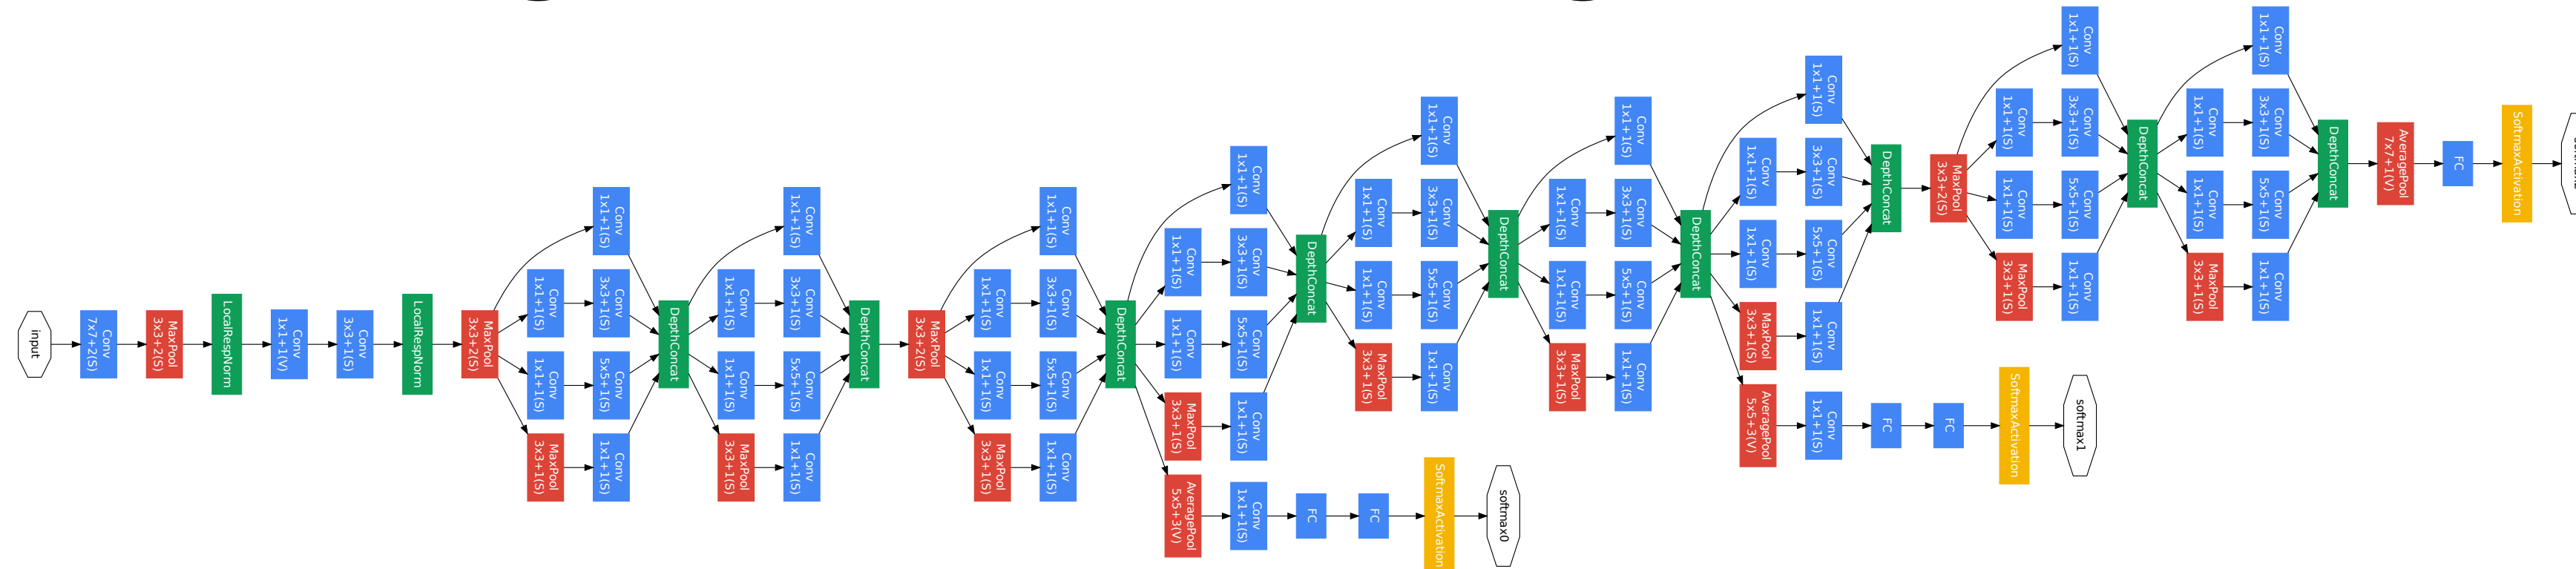 input
Conv
7x7+2(S)
MaxPool
3x3+2(S)
LocalRespNorm
Conv
1x1+1(V)
Conv
3x3+1(S)
LocalRespNorm
MaxPool
3x3+2(S)
Conv
1x1+1(S)
Conv
1x1+1(S)
MaxPool
3x3+1(S)
Conv
1x1+1(S)
Conv
3x3+1(S)
Conv
5x5+1(S)
Conv
1x1+1(S)
DepthConcat
Conv
1x1+1(S)
Conv
1x1+1(S)
MaxPool
3x3+1(S)
Conv
1x1+1(S)
Conv
3x3+1(S)
Conv
5x5+1(S)
Conv
1x1+1(S)
DepthConcat
MaxPool
3x3+2(S)
Conv
1x1+1(S)
Conv
1x1+1(S)
MaxPool
3x3+1(S)
Conv
1x1+1(S)
Conv
3x3+1(S)
Conv
5x5+1(S)
Conv
1x1+1(S)
DepthConcat
Conv
1x1+1(S)
Conv
1x1+1(S)
MaxPool
3x3+1(S)
AveragePool
5x5+3(V)
Conv
1x1+1(S)
Conv
3x3+1(S)
Conv
5x5+1(S)
Conv
1x1+1(S)
Conv
1x1+1(S)
DepthConcat
FC
Conv
1x1+1(S)
Conv
1x1+1(S)
MaxPool
3x3+1(S)
FC
Conv
1x1+1(S)
Conv
3x3+1(S)
Conv
5x5+1(S)
Conv
1x1+1(S)
SoftmaxActivation
DepthConcat
softmax0
Conv
1x1+1(S)
Conv
1x1+1(S)
MaxPool
3x3+1(S)
Conv
1x1+1(S)
Conv
3x3+1(S)
Conv
5x5+1(S)
Conv
1x1+1(S)
DepthConcat
Conv
1x1+1(S)
Conv
1x1+1(S)
MaxPool
3x3+1(S)
AveragePool
5x5+3(V)
Conv
1x1+1(S)
Conv
3x3+1(S)
Conv
5x5+1(S)
Conv
1x1+1(S)
Conv
1x1+1(S)
DepthConcat
FC
MaxPool
3x3+2(S)
FC
Conv
1x1+1(S)
Conv
1x1+1(S)
MaxPool
3x3+1(S)
SoftmaxActivation
Conv
1x1+1(S)
Conv
3x3+1(S)
Conv
5x5+1(S)
Conv
1x1+1(S)
softmax1
DepthConcat
Conv
1x1+1(S)
Conv
1x1+1(S)
MaxPool
3x3+1(S)
Conv
1x1+1(S)
Conv
3x3+1(S)
Conv
5x5+1(S)
Conv
1x1+1(S)
DepthConcat
AveragePool
7x7+1(V)
FC
SoftmaxActivation